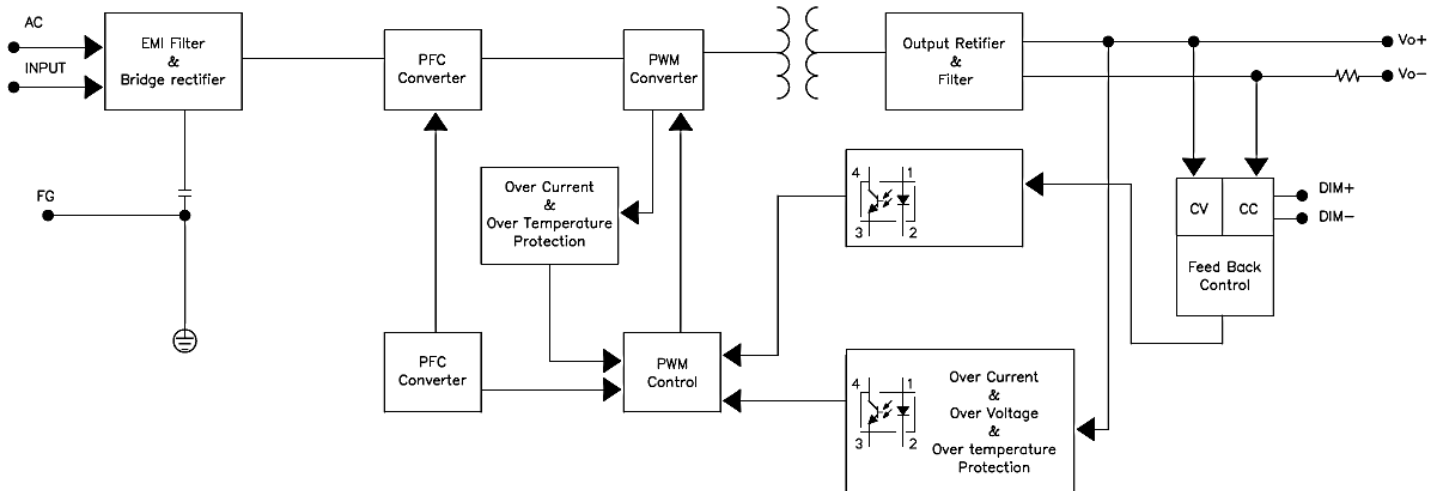 AC
INPUT
EMI Filter
&
Bridge rectifier
PFC
Converter
PWM
Converter
Output Retifier
&
Filter
Vo+
Vo-
FG
Over Current
&
Over Temperature
Protection
4 1
3 2
CV CC
DIM+
DIM-
Feed Back
Control
PFC
Converter
PWM
Control
4 1
3 2
Over Current
&
Over Voltage
&
Over temperature
Protection